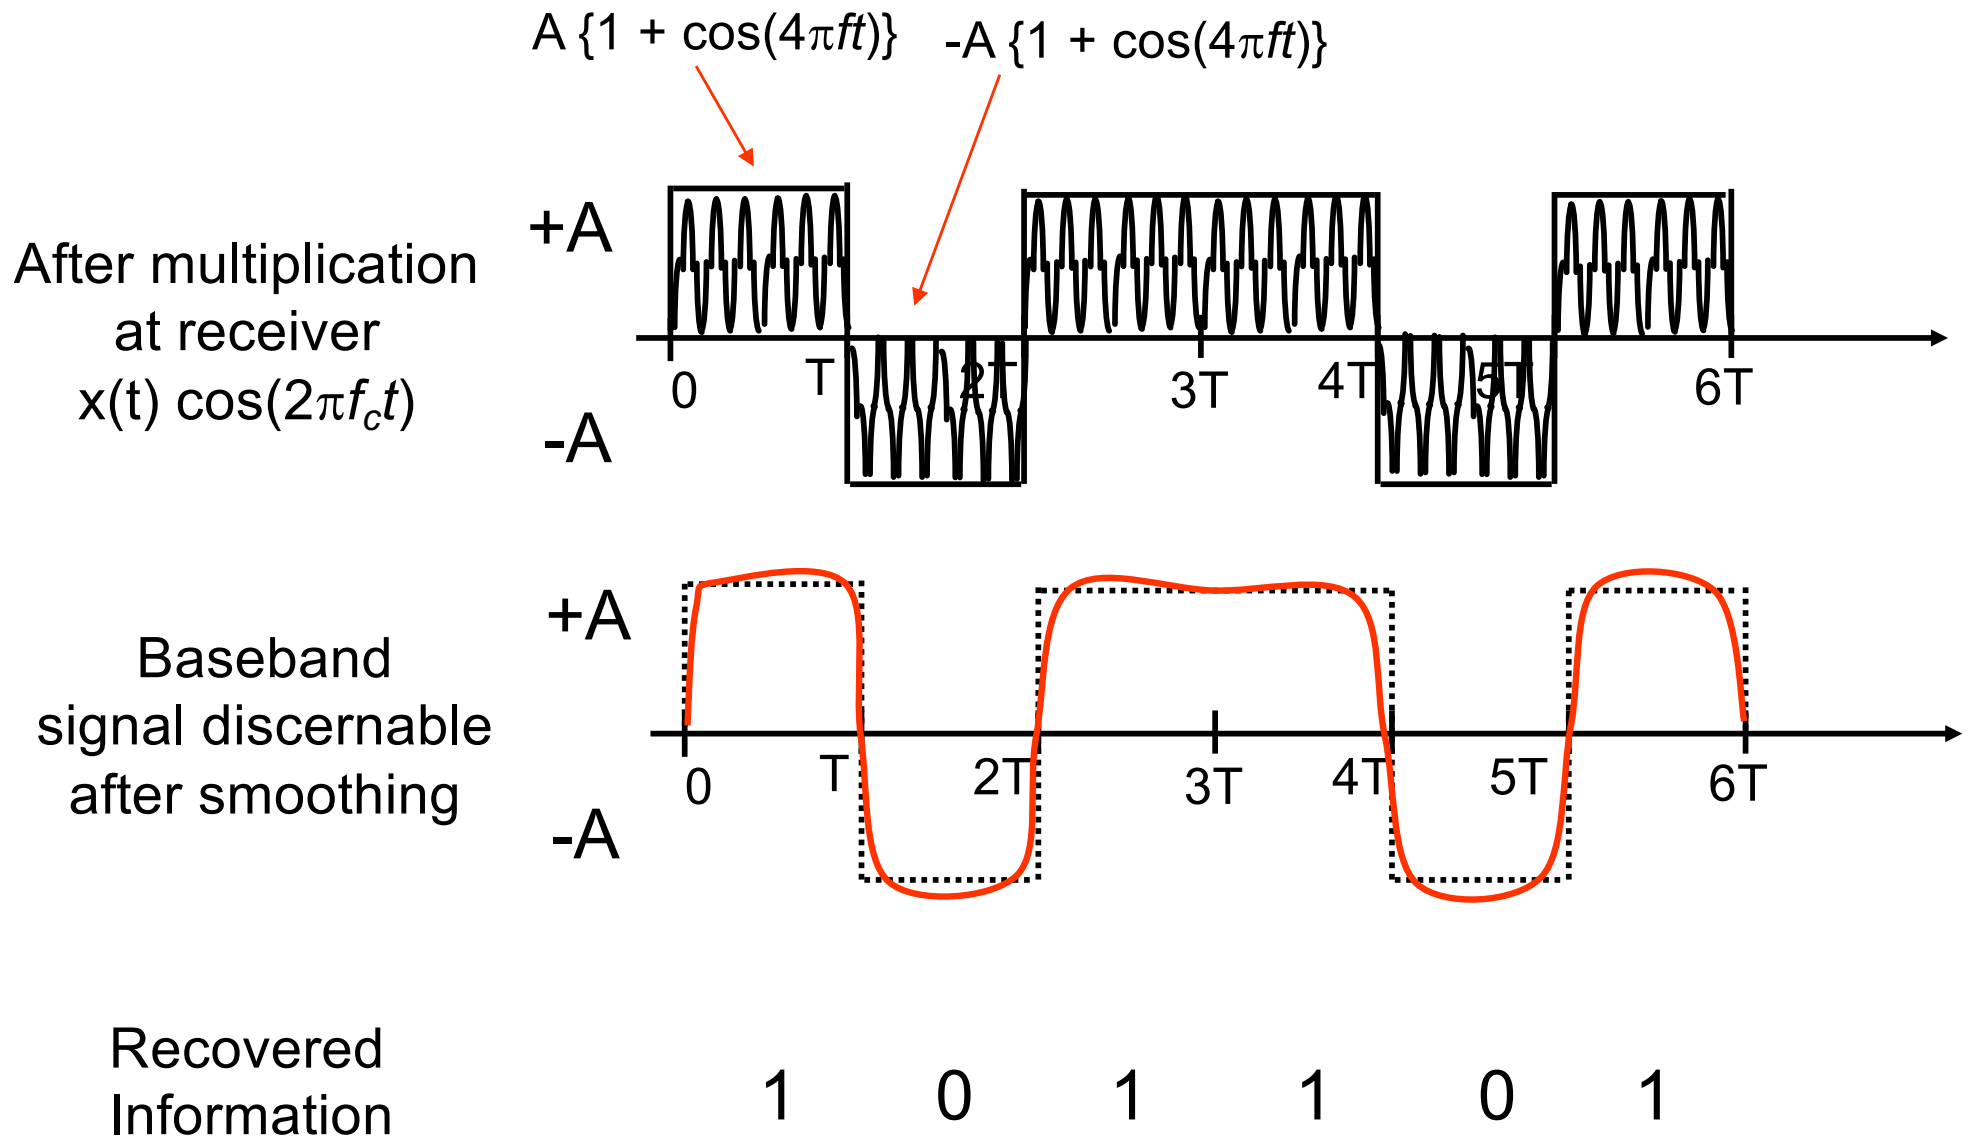 A {1 + cos(4πft)} -A {1 + cos(4πft)}
+A
After multiplication
at receiver
x(t) cos(2πf_ct)
-A
0 T 2T 3T 4T 5T 6T
+A
Baseband
signal discernable
after smoothing
-A
0 T 2T 3T 4T 5T 6T
Recovered
Information
1 0 1 1 0 1